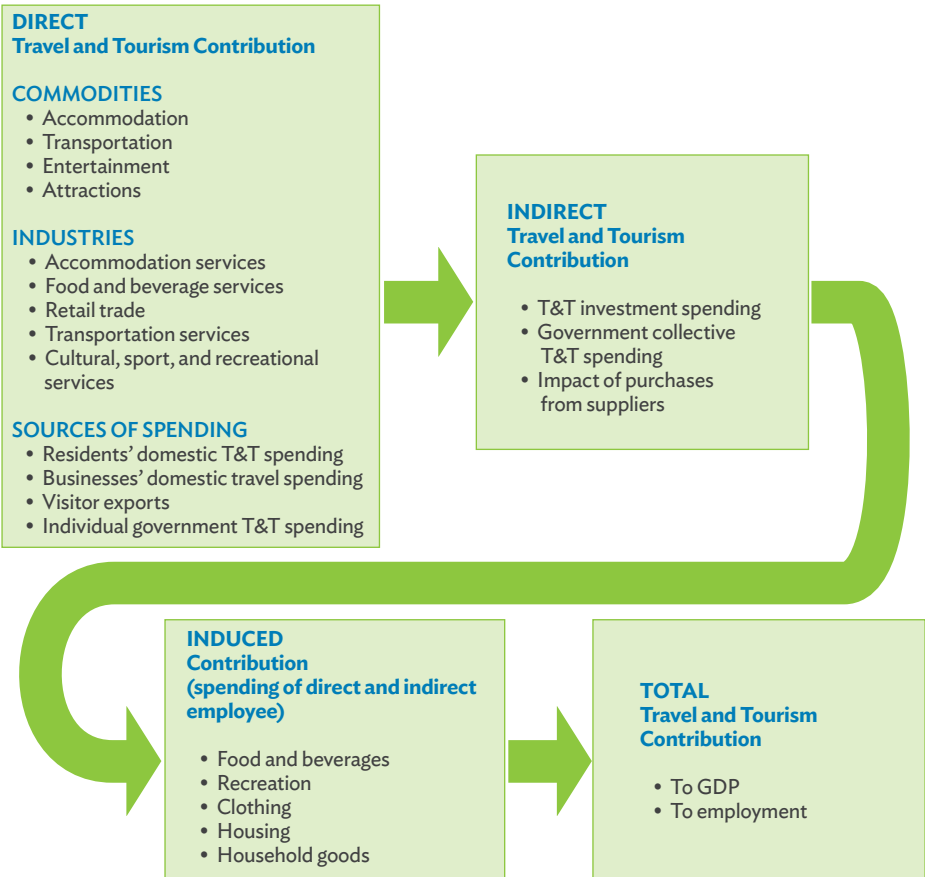 DIRECT
Travel and Tourism Contribution
COMMODITIES
• Accommodation
• Transportation
• Entertainment
• Attractions
INDUSTRIES
• Accommodation services
• Food and beverage services
• Retail trade
• Transportation services
• Cultural, sport, and recreational
services
SOURCES OF SPENDING
• Residents’ domestic T&T spending
• Businesses’ domestic travel spending
• Visitor exports
• Individual government T&T spending
INDIRECT
Travel and Tourism
Contribution
• T&T investment spending
• Government collective
T&T spending
• Impact of purchases
from suppliers
INDUCED
Contribution
(spending of direct and indirect
employee)
• Food and beverages
• Recreation
• Clothing
• Housing
• Household goods
TOTAL
Travel and Tourism
Contribution
• To GDP
• To employment